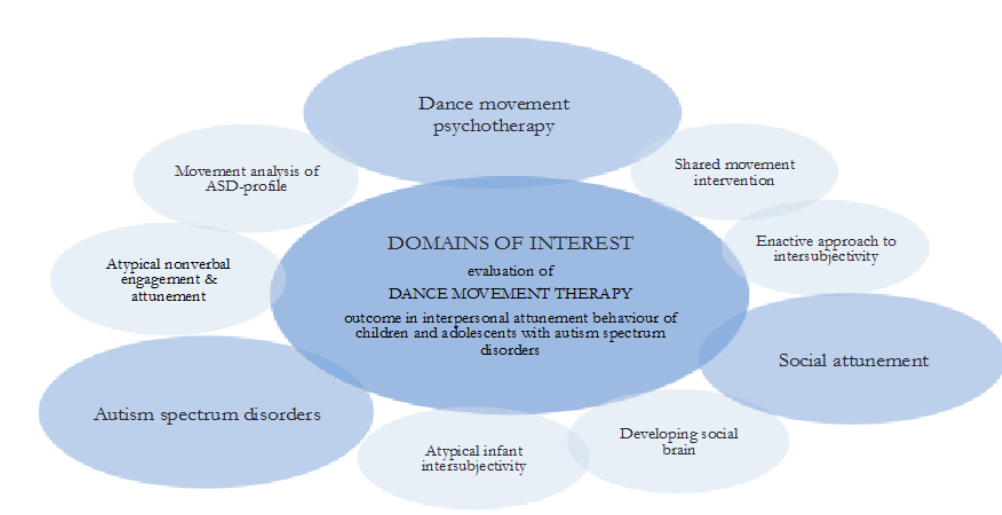 Dance movement
psychotherapy
Movement analysis of
ASD-profile
Shared movement
intervention
Atypical nonverbal
engagement &
attunement
DOMAINS OF INTEREST
evaluation of
DANCE MOVEMENT THERAPY
outcome in interpersonal attunement behaviour of
children and adolescents with autism spectrum
disorders
Enactive approach to
intersubjectivity
Social attunement
Autism spectrum disorders
Atypical infant
intersubjectivity
Developing social
brain